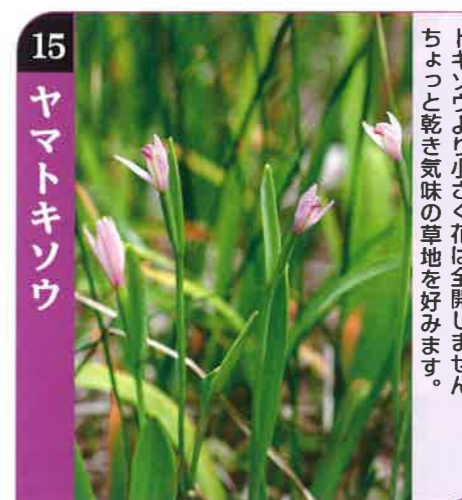 15
ヤマトキソウ
トキソウより小さく花は全開しません
ちょっと乾き気味の草地を好みます。